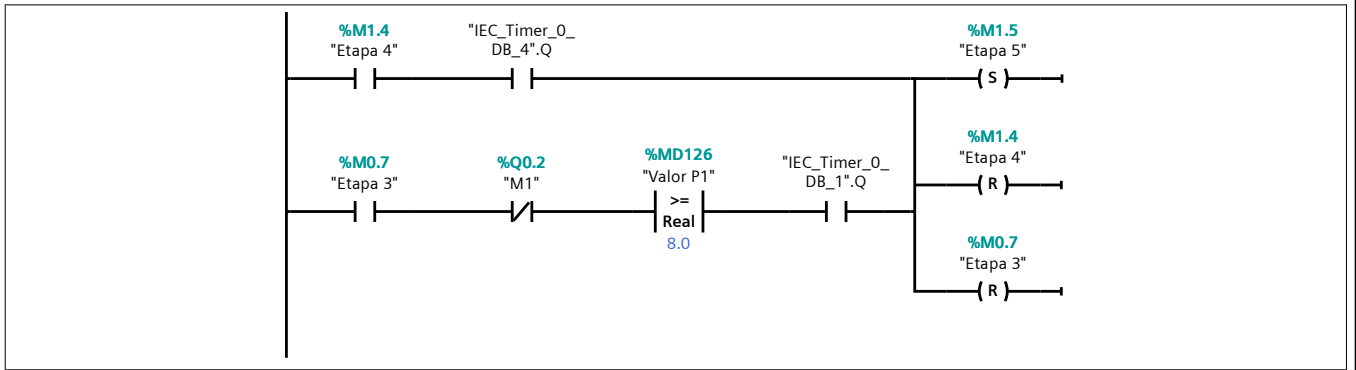 %M1.4
"Etapa 4"
"IEC_Timer_0_
DB_4".Q
%M1.5
"Etapa 5"
S
%M1.4
"Etapa 4"
R
%M0.7
"Etapa 3"
%Q0.2
"M1"
%MD126
"Valor P1"
>=
Real
8.0
"IEC_Timer_0_
DB_1".Q
%M0.7
"Etapa 3"
R